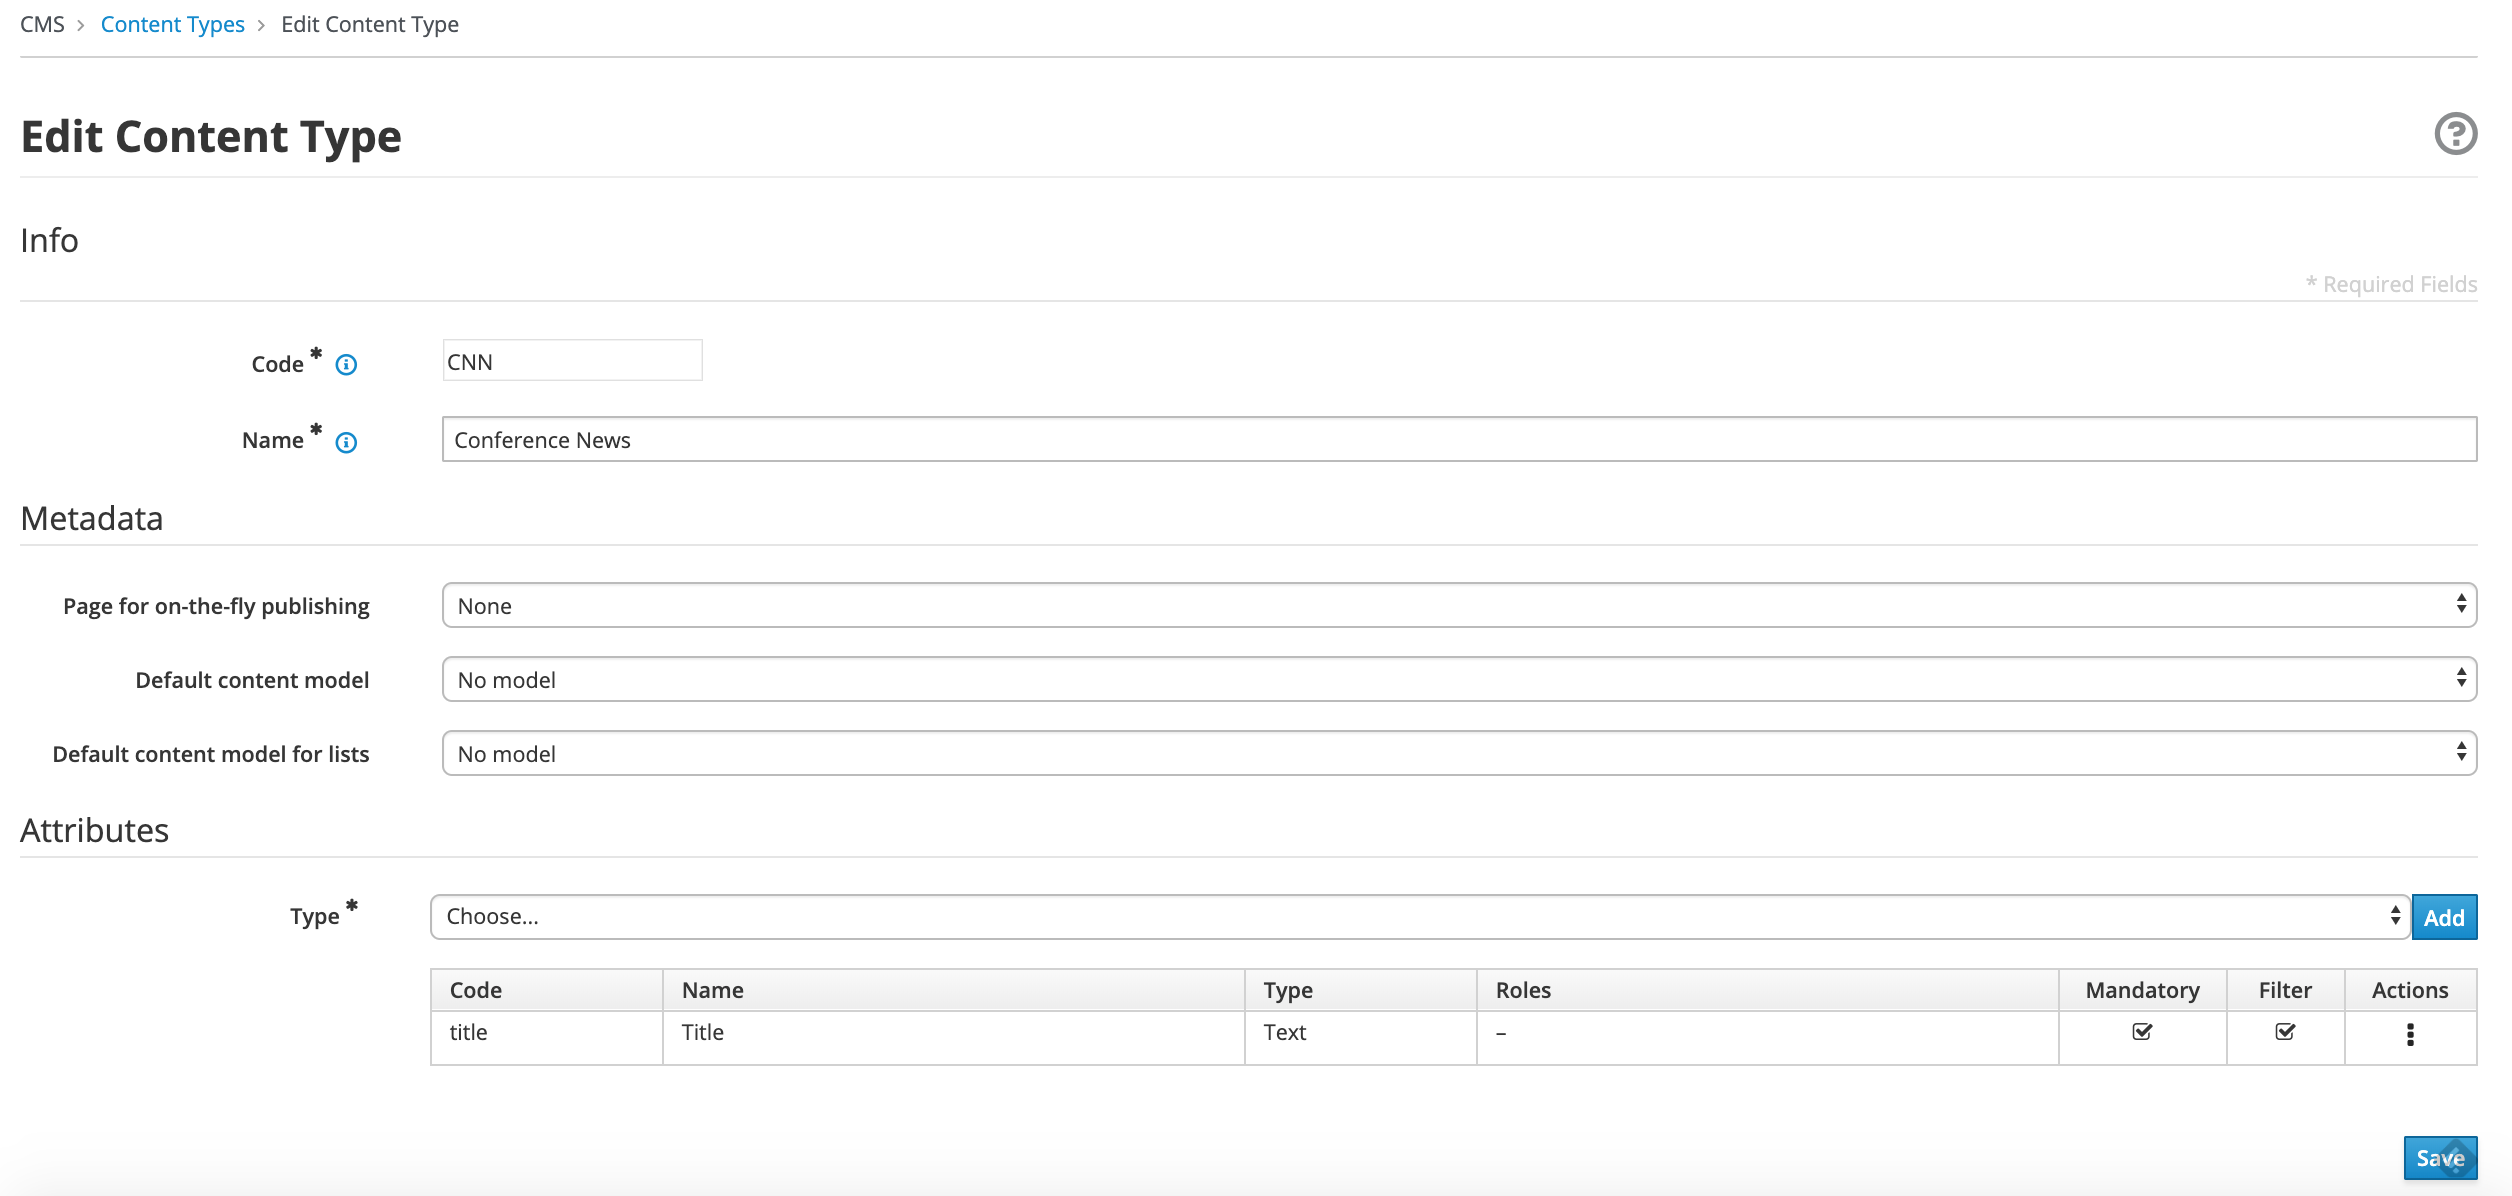 CMS > Content Types > Edit Content Type
Edit Content Type
Info
* Required Fields
Code *
CNN
Name *
Conference News
Metadata
Page for on-the-fly publishing
None
Default content model
No model
Default content model for lists
No model
Attributes
Type *
Choose...
Add
Code Name Type Roles Mandatory Filter Actions
title Title Text –
Save